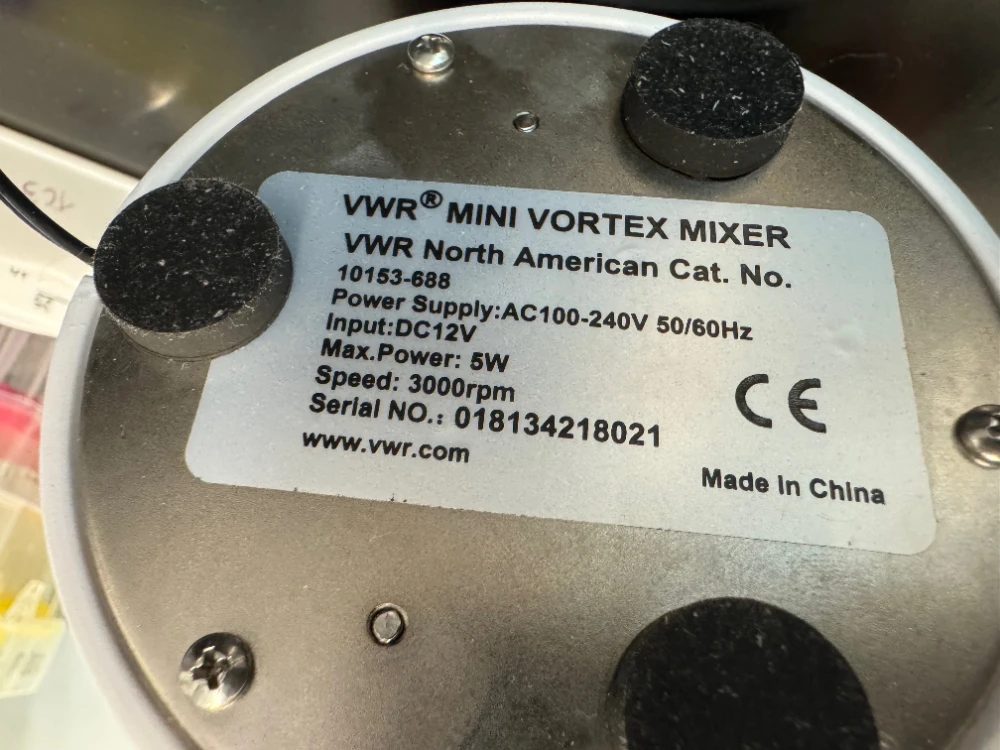 VWR® MINI VORTEX MIXER
VWR North American Cat. No.
10153-688
Power Supply:AC100-240V 50/60Hz
Input:DC12V
Max.Power: 5W
Speed: 3000rpm
Serial NO.: 018134218021
www.vwr.com
CE
Made in China